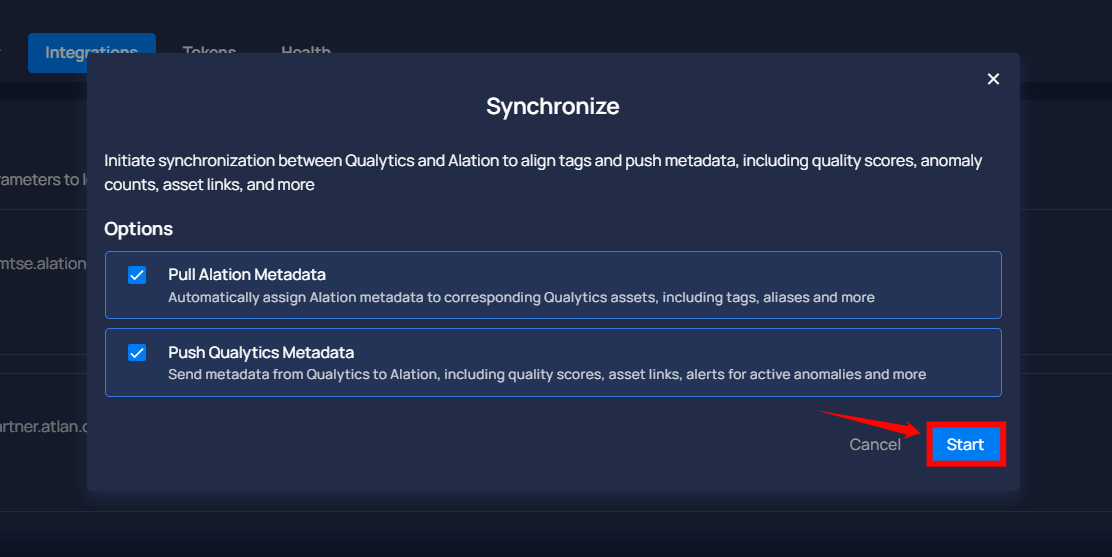 Integrations Tokens Health
Synchronize
Initiate synchronization between Qualytics and Alation to align tags and push metadata, including quality scores, anomaly
counts, asset links, and more
Options
Pull Alation Metadata
Automatically assign Alation metadata to corresponding Qualytics assets, including tags, aliases and more
Push Qualytics Metadata
Send metadata from Qualytics to Alation, including quality scores, asset links, alerts for active anomalies and more
Cancel Start
rameters to
mtse.alation
artner.atlan.c